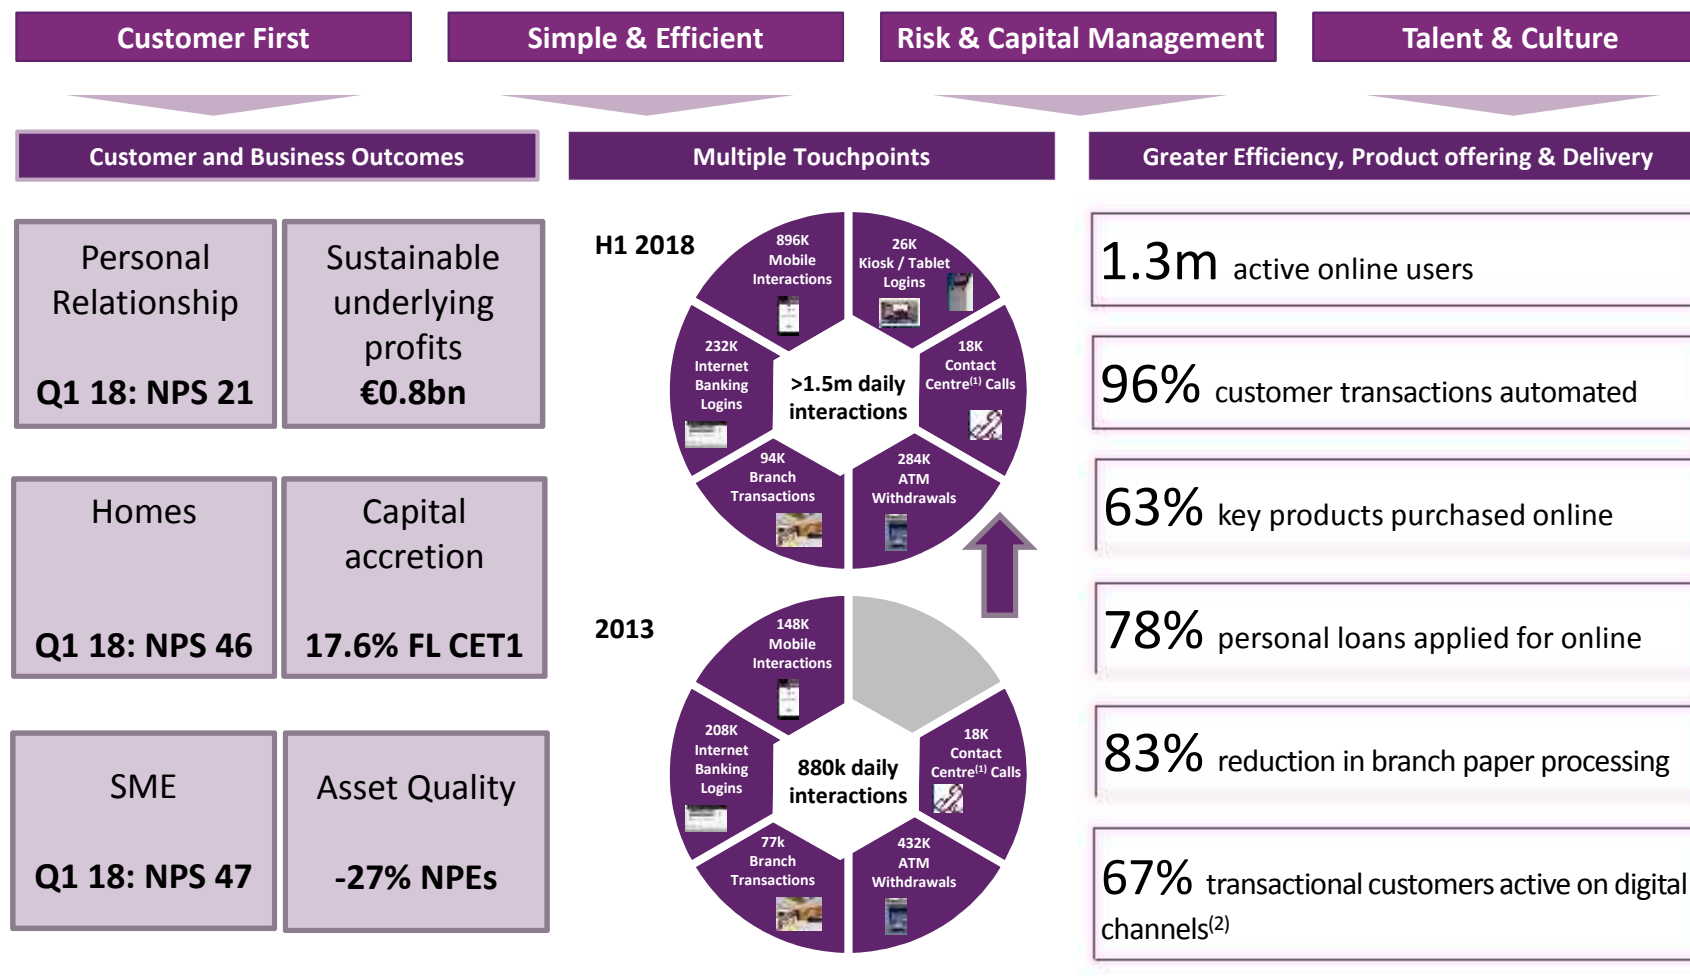 Customer First
Simple & Efficient
Risk & Capital Management
Talent & Culture
Customer and Business Outcomes
Multiple Touchpoints
Greater Efficiency, Product offering & Delivery
Personal
Relationship
Q1 18: NPS 21
Sustainable
underlying
profits
€0.8bn
Homes
Q1 18: NPS 46
Capital
accretion
17.6% FL CET1
SME
Q1 18: NPS 47
Asset Quality
-27% NPEs
H1 2018
896K
Mobile
Interactions
26K
Kiosk / Tablet
Logins
232K
Internet
Banking
Logins
>1.5m daily
interactions
18K
Contact
Centre(1) Calls
94K
Branch
Transactions
284K
ATM
Withdrawals
2013
148K
Mobile
Interactions
208K
Internet
Banking
Logins
880k daily
interactions
18K
Contact
Centre(1) Calls
77k
Branch
Transactions
432K
ATM
Withdrawals
1.3m active online users
96% customer transactions automated
63% key products purchased online
78% personal loans applied for online
83% reduction in branch paper processing
67% transactional customers active on digital
channels(2)